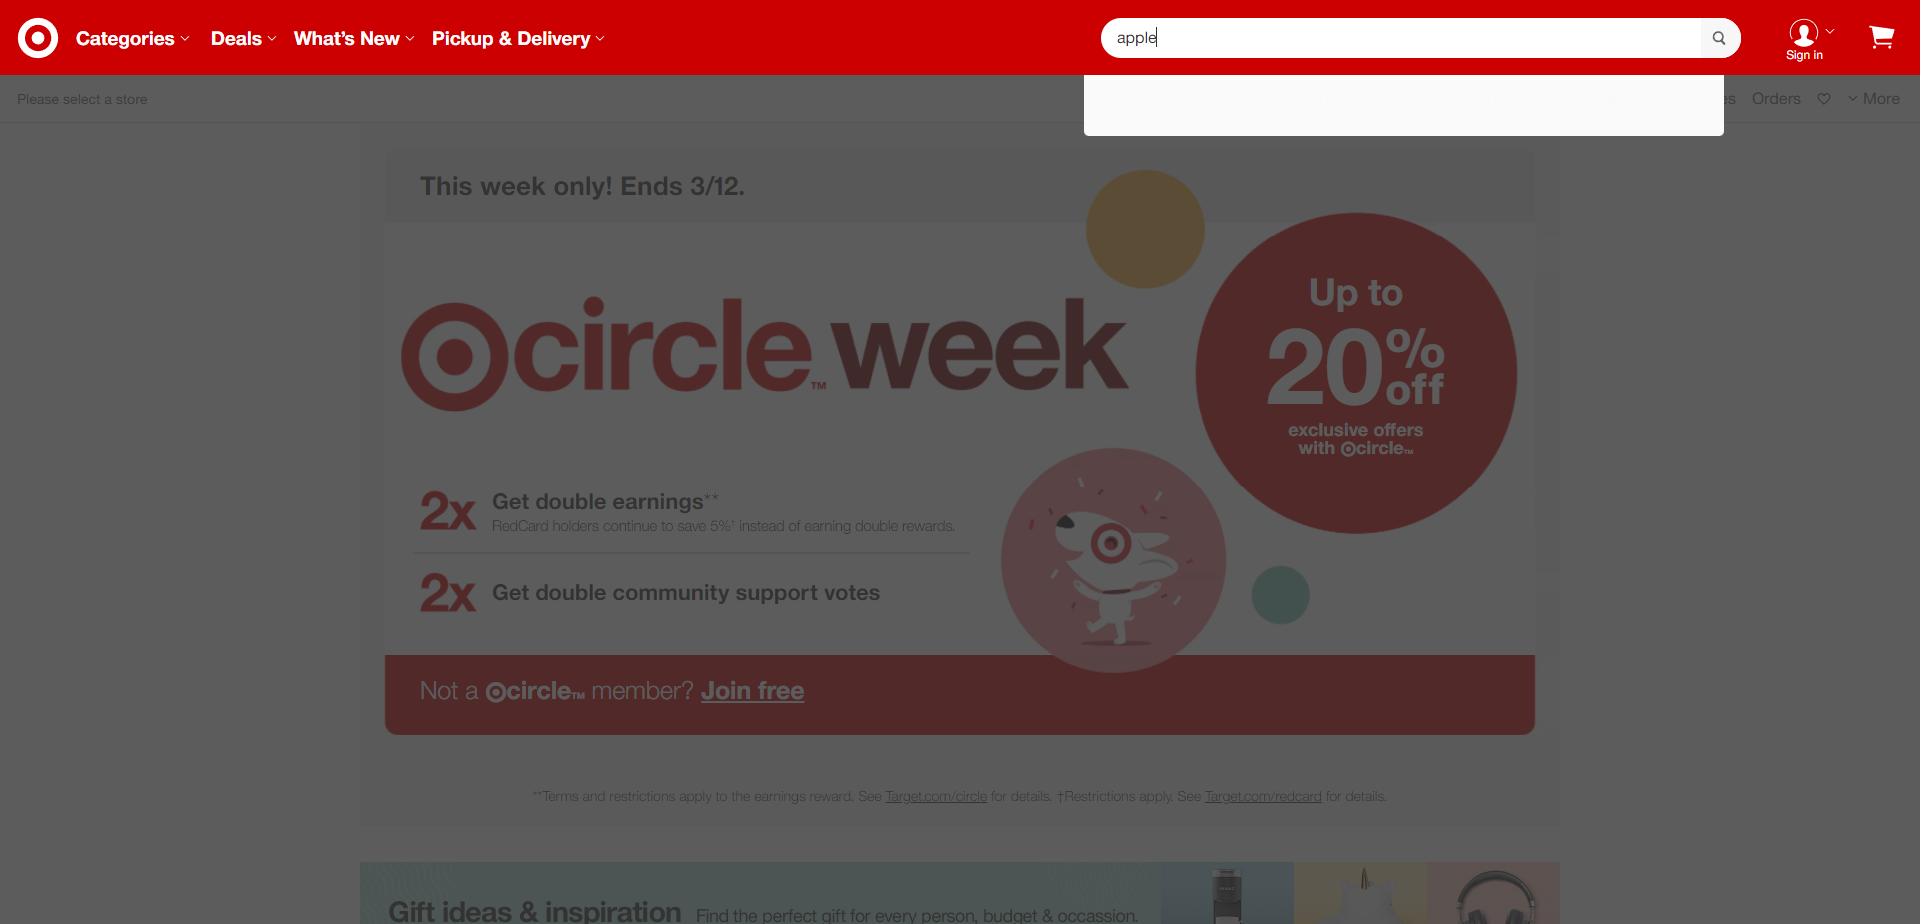 Categories Deals What's New Pickup & Delivery apple Sign in
Please select a store Orders More
This week only! Ends 3/12.
circle™ week
Up to
20% off
exclusive offers
with circle™
2x Get double earnings**
RedCard holders continue to save 5%† instead of earning double rewards.
2x Get double community support votes
Not a circle™ member? Join free
**Terms and restrictions apply to the earnings reward. See Target.com/circle for details. †Restrictions apply. See Target.com/redcard for details.
Gift ideas & inspiration Find the perfect gift for every person, budget & occassion.